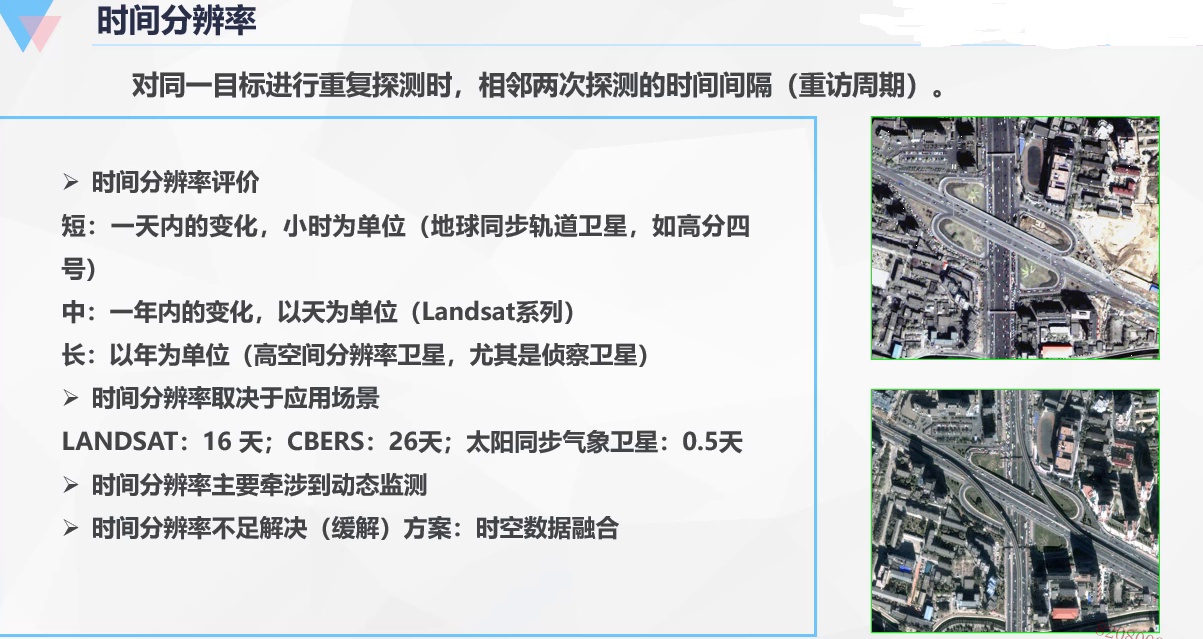 时间分辨率
对同一目标进行重复探测时，相邻两次探测的时间间隔（重访周期）。
➢ 时间分辨率评价
短：一天内的变化，小时为单位（地球同步轨道卫星，如高分四
号）
中：一年内的变化，以天为单位（Landsat系列）
长：以年为单位（高空间分辨率卫星，尤其是侦察卫星）
➢ 时间分辨率取决于应用场景
LANDSAT：16 天；CBERS：26天；太阳同步气象卫星：0.5天
➢ 时间分辨率主要牵涉到动态监测
➢ 时间分辨率不足解决（缓解）方案：时空数据融合